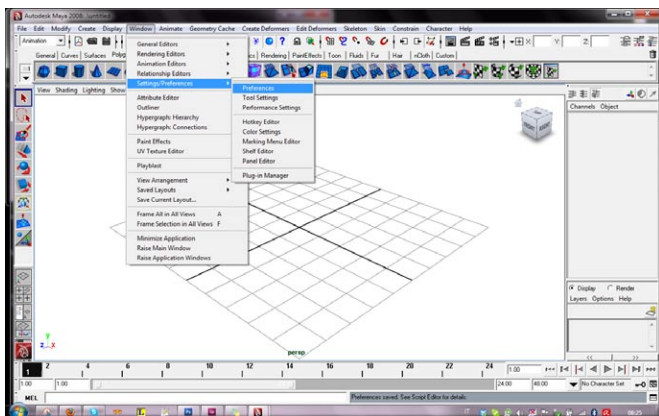 Autodesk Maya 2008: untitled
File Edit Modify Create Display Window Animate Geometry Cache Create Deformers Edit Deformers Skeleton Skin Constrain Character Help
Animation
X: Y: Z:
General Curves Surfaces Rendering PaintEffects Toon Fluids Fur Hair nCloth Custom
View Shading Lighting Show
General Editors
Rendering Editors
Animation Editors
Relationship Editors
Settings/Preferences
Attribute Editor
Outliner
Hypergraph: Hierarchy
Hypergraph: Connections
Paint Effects
UV Texture Editor
Playblast
View Arrangement
Saved Layouts
Save Current Layout...
Frame All in All Views A
Frame Selection in All Views F
Minimize Application
Raise Main Window
Raise Application Windows
Preferences
Tool Settings
Performance Settings
Hotkey Editor
Color Settings
Marking Menu Editor
Shelf Editor
Panel Editor
Plug-in Manager
Channels Object
Display Render
Layers Options Help
y
z x
persp
1 2 4 6 8 10 12 14 16 18 20 22 24 1.00
1.00 1.00 24.00 48.00 No Character Set
MEL Preferences saved. See Script Editor for details.
08:25